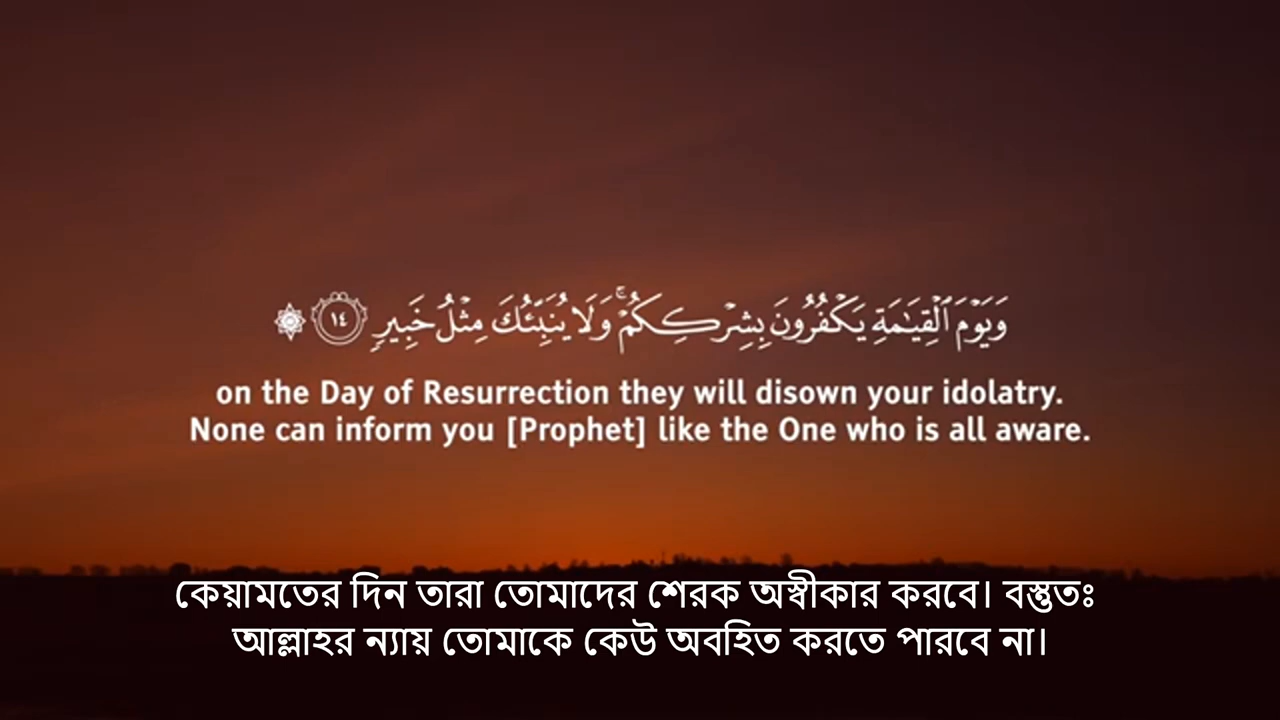 وَيَوْمَ ٱلْقِيَـٰمَةِ يَكْفُرُونَ بِشِرْكِكُمْ ۚ وَلَا يُنَبِّئُكَ مِثْلُ خَبِيرٍ ١٤ ۞
on the Day of Resurrection they will disown your idolatry.
None can inform you [Prophet] like the One who is all aware.
কেয়ামতের দিন তারা তোমাদের শেরক অস্বীকার করবে। বস্তুতঃ
আল্লাহর ন্যায় তোমাকে কেউ অবহিত করতে পারবে না।